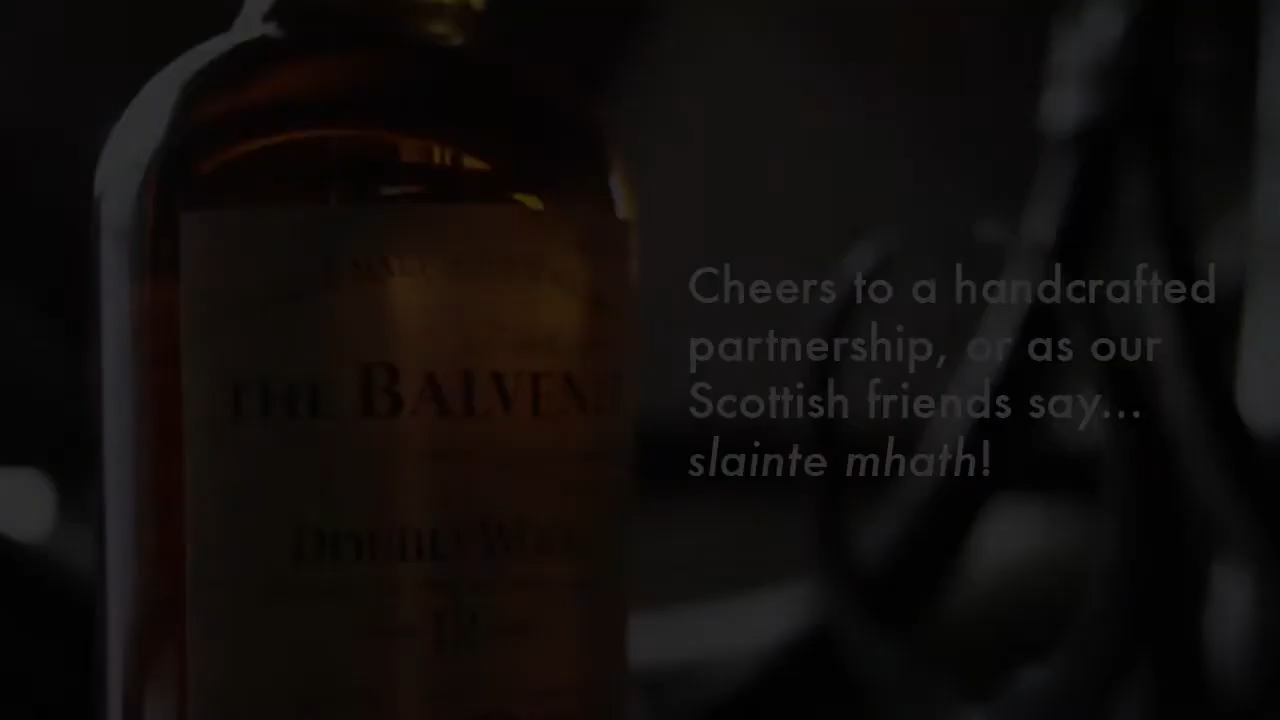 THE BALVENIE
DOUBLEWOOD
Cheers to a handcrafted
partnership, or as our
Scottish friends say...
slainte mhath!